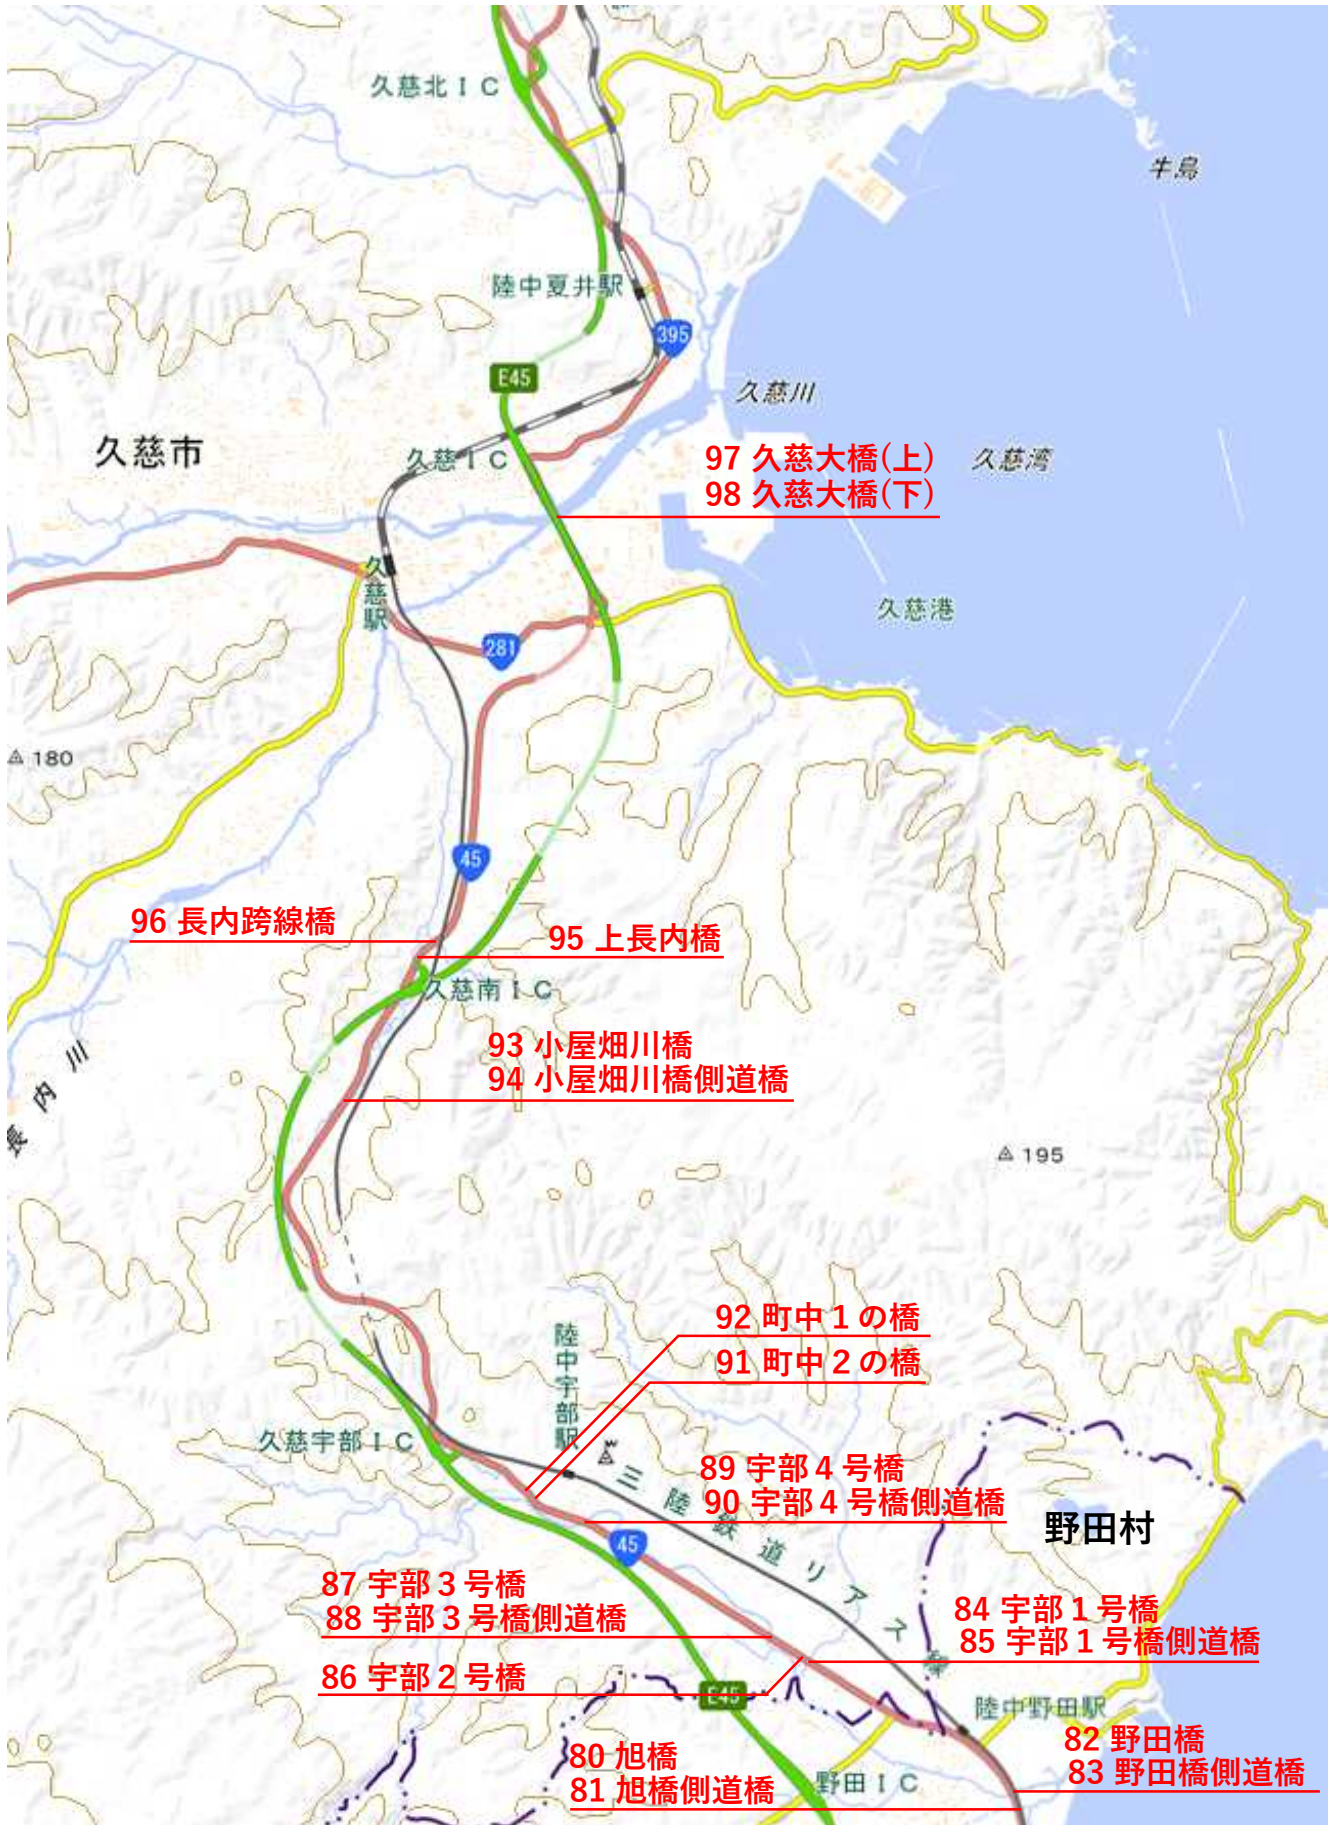 久慈北ＩＣ
牛島
陸中夏井駅
395
E45
久慈川
久慈市
久慈ＩＣ
97 久慈大橋(上)
98 久慈大橋(下)
久慈湾
久慈駅
久慈港
281
180
45
96 長内跨線橋
95 上長内橋
久慈南ＩＣ
93 小屋畑川橋
94 小屋畑川橋側道橋
長内川
195
92 町中１の橋
91 町中２の橋
陸中宇部駅
久慈宇部ＩＣ
89 宇部４号橋
90 宇部４号橋側道橋
三陸鉄道リアス線
野田村
45
87 宇部３号橋
88 宇部３号橋側道橋
84 宇部１号橋
85 宇部１号橋側道橋
86 宇部２号橋
E45
陸中野田駅
82 野田橋
83 野田橋側道橋
80 旭橋
81 旭橋側道橋
野田ＩＣ